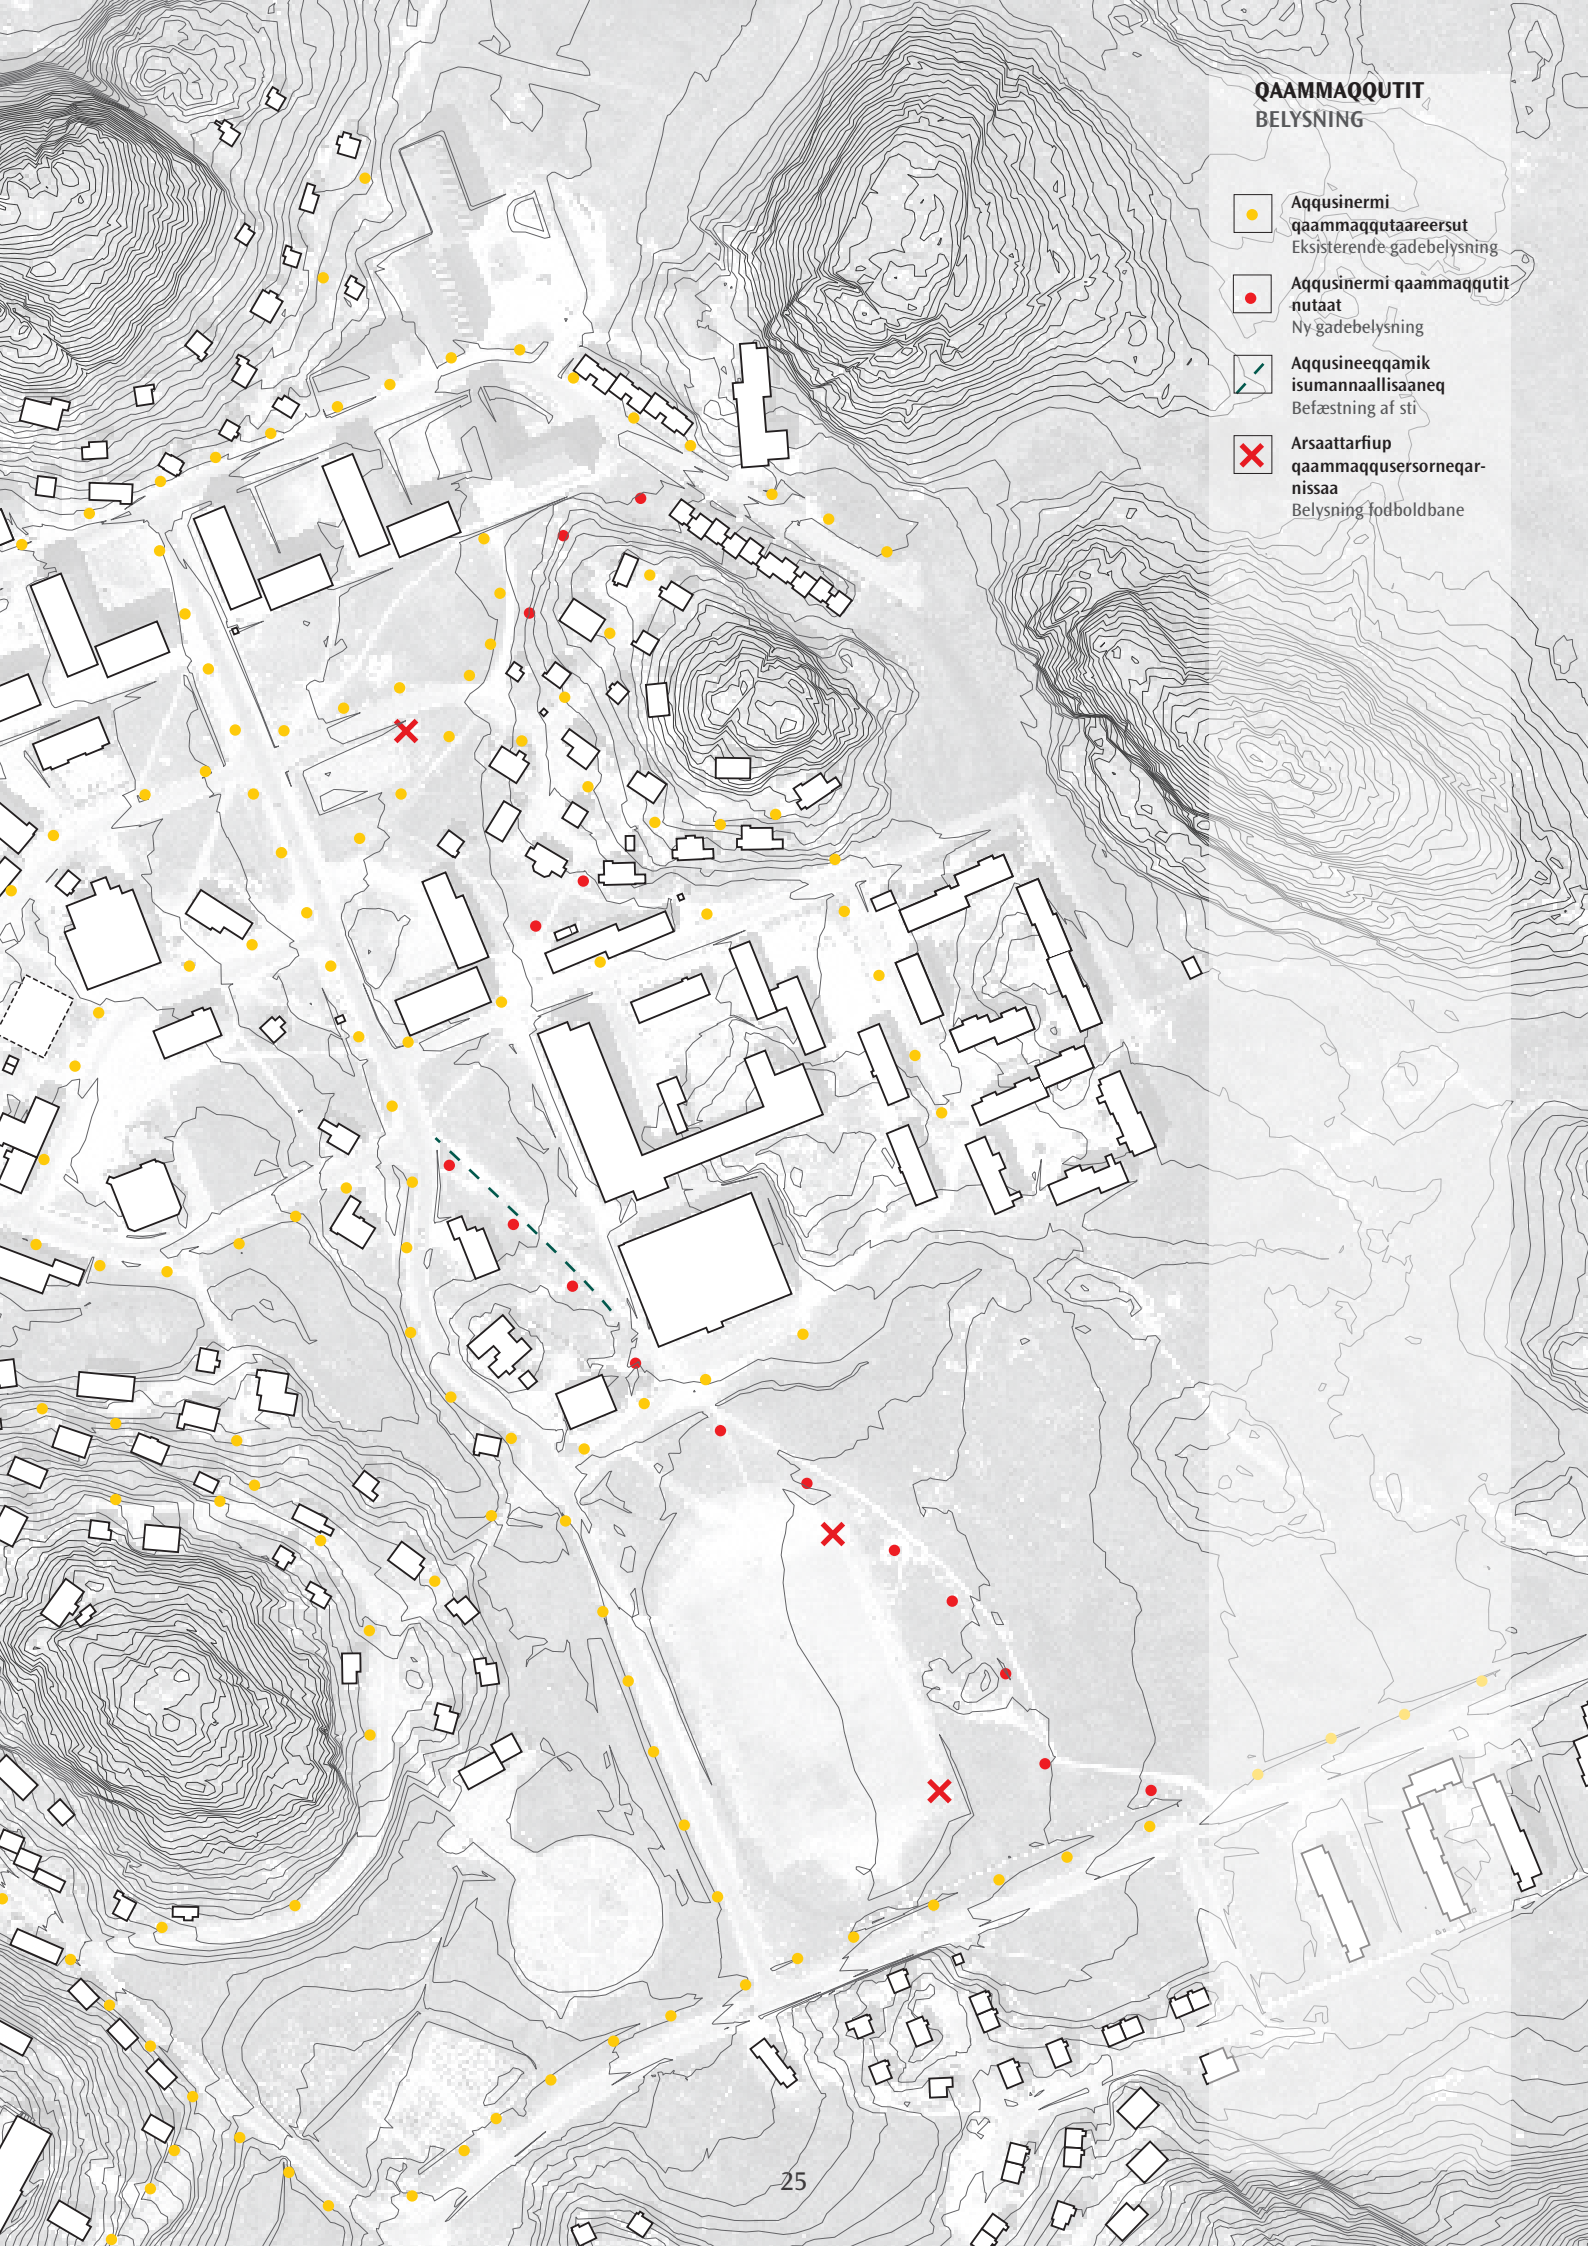 QAAMMAQQUTIT
BELYSNING
Aqqusinermi
qaammaqqutaareersut
Eksisterende gadebelysning
Aqqusinermi qaammaqqutit
nutaat
Ny gadebelysning
Aqqusineeqqamik
isumannaallisaaneq
Befæstning af sti
Arsaattarfiup
qaammaqqusersorneqar-
nissaa
Belysning fodboldbane
25